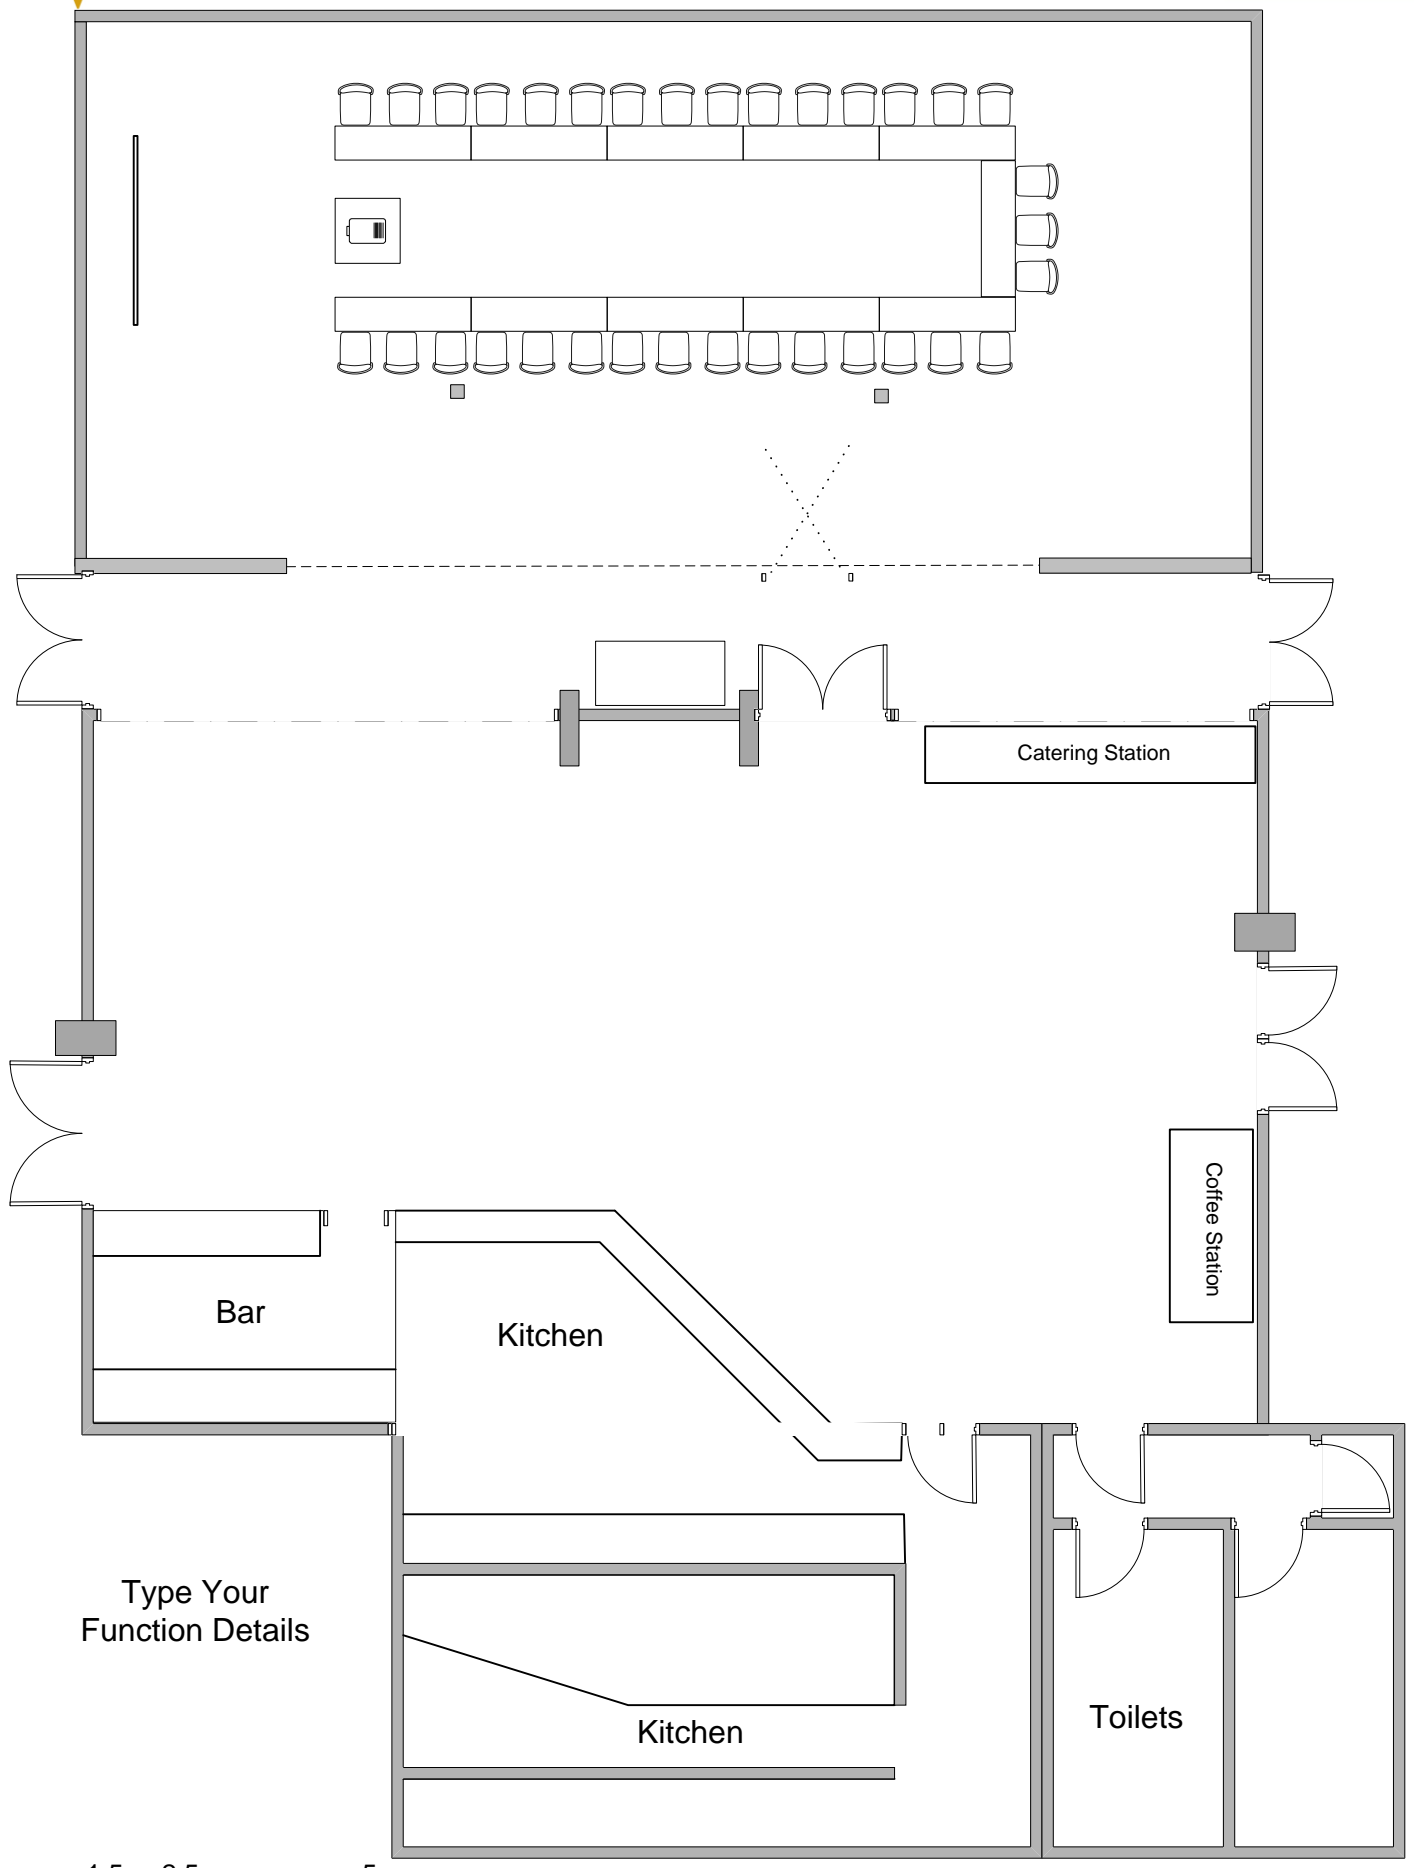 Catering Station
Coffee Station
Bar
Kitchen
Type Your
Function Details
Toilets
Kitchen